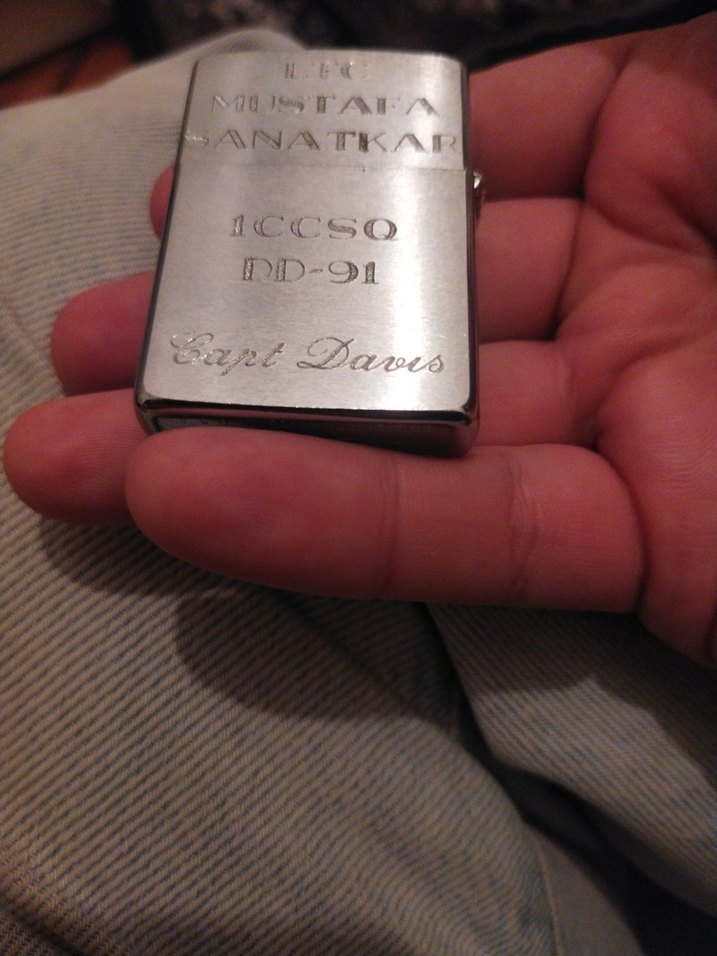 LTC
MUSTAFA
SANATKAR
1CCSQ
DD-91
Capt Davis